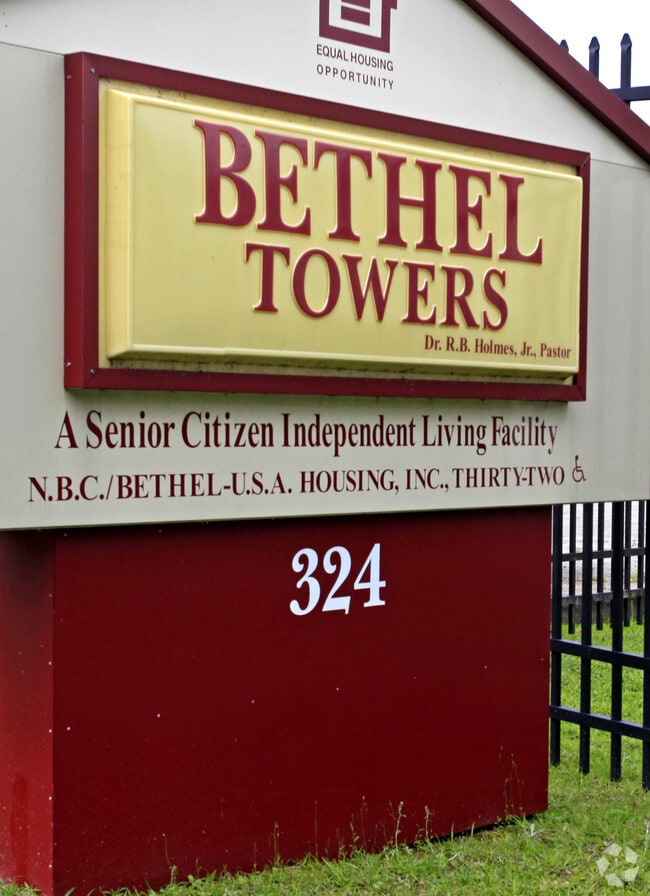 EQUAL HOUSING
OPPORTUNITY
BETHEL
TOWERS
Dr. R.B. Holmes, Jr., Pastor
A Senior Citizen Independent Living Facility
N.B.C./BETHEL-U.S.A. HOUSING, INC., THIRTY-TWO
324